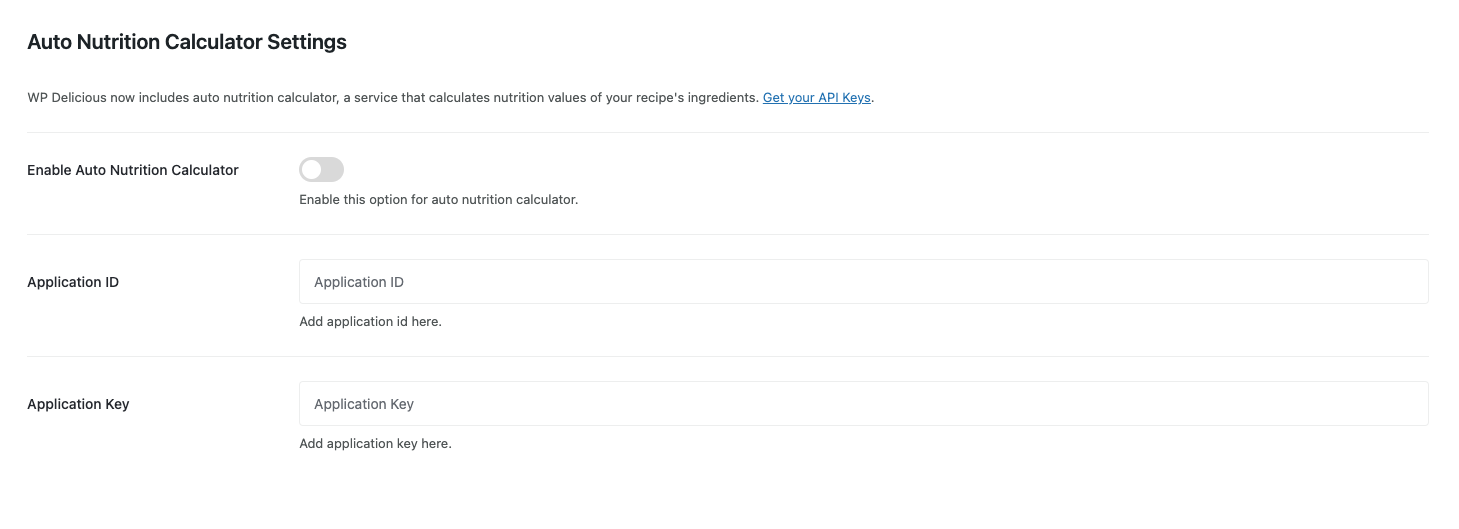 Auto Nutrition Calculator Settings
WP Delicious now includes auto nutrition calculator, a service that calculates nutrition values of your recipe's ingredients. Get your API Keys.
Enable Auto Nutrition Calculator
Enable this option for auto nutrition calculator.
Application ID
Application ID
Add application id here.
Application Key
Application Key
Add application key here.